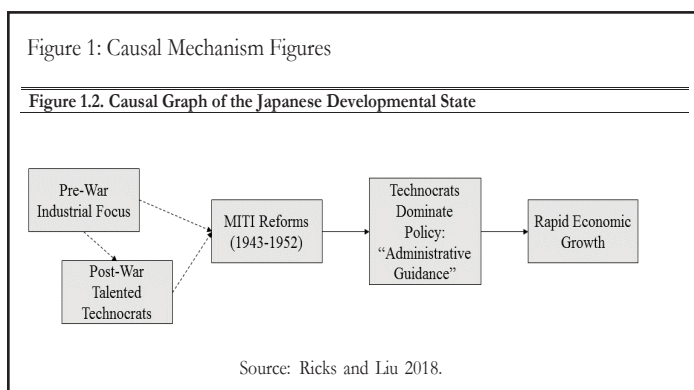 Figure 1: Causal Mechanism Figures
Figure 1.2. Causal Graph of the Japanese Developmental State
Pre-War
Industrial Focus
Post-War
Talented
Technocrats
MITI Reforms
(1943-1952)
Technocrats
Dominate
Policy:
“Administrative
Guidance”
Rapid Economic
Growth
Source: Ricks and Liu 2018.